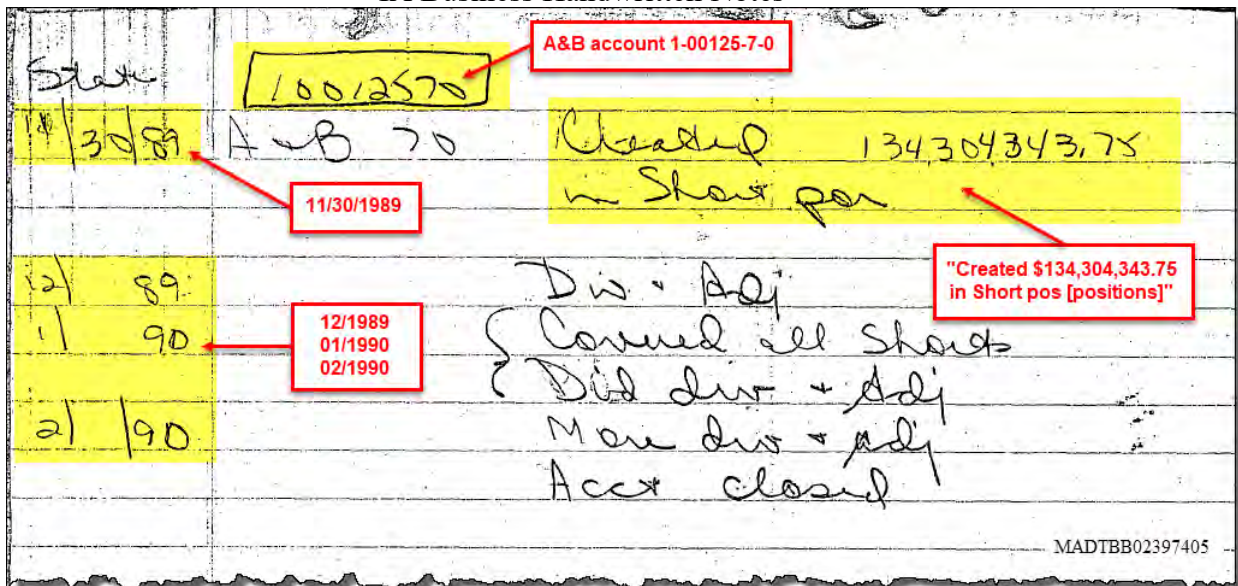 A&B account 1-00125-7-0
State 10012570
11/30/89 A+B 70 Created 134,304,343.75
in Short pos
11/30/1989
"Created $134,304,343.75
in Short pos [positions]"
12/ 89 Div + Adj
1/ 90 { Covered all Shorts
{ Did div + Adj
12/1989
01/1990
02/1990
2/ /90 More div + adj
Acct closed
MADTBB02397405